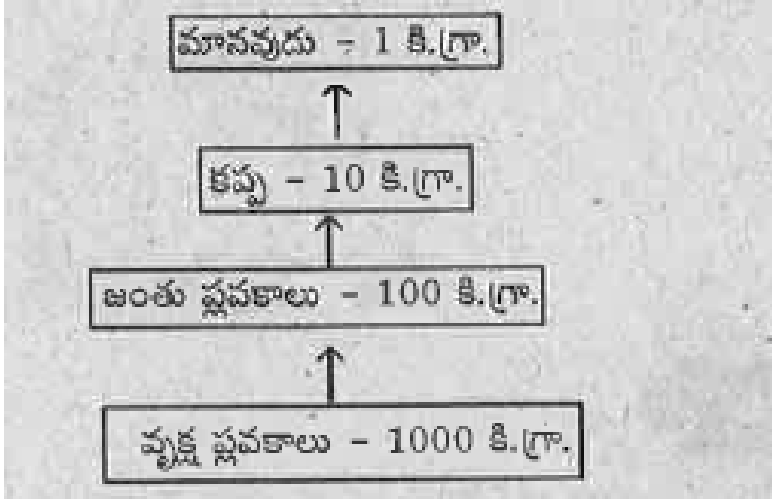 మానవుడు - 1 కి.గ్రా.
కప్ప - 10 కి.గ్రా.
జంతు ప్లవకాలు - 100 కి.గ్రా.
వృక్ష ప్లవకాలు - 1000 కి.గ్రా.